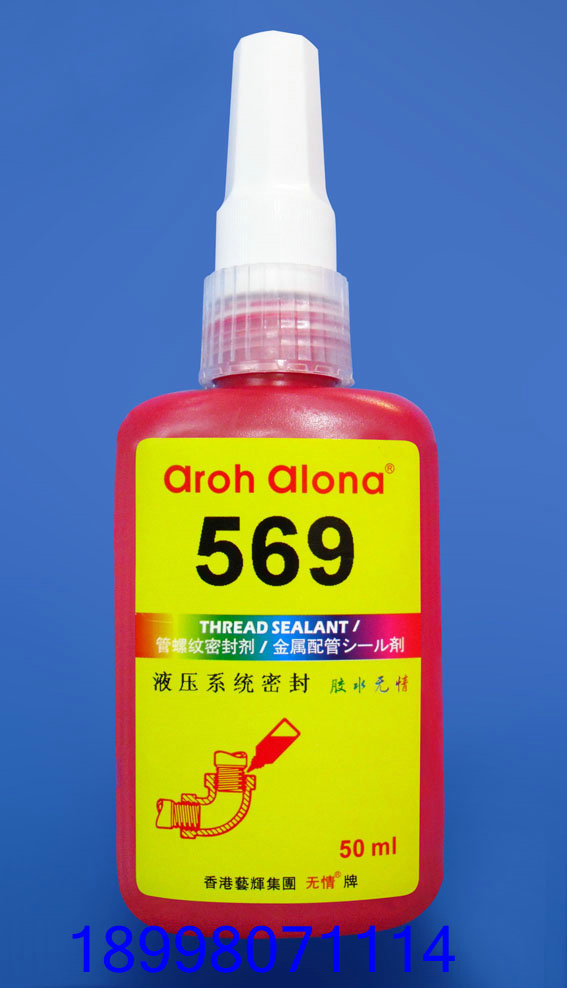 aroh alona®
569
THREAD SEALANT /
管螺纹密封剂 / 金属配管シール剤
液压系统密封 胶水无情
50 ml
香港藝輝集團 无情®牌
18998071114